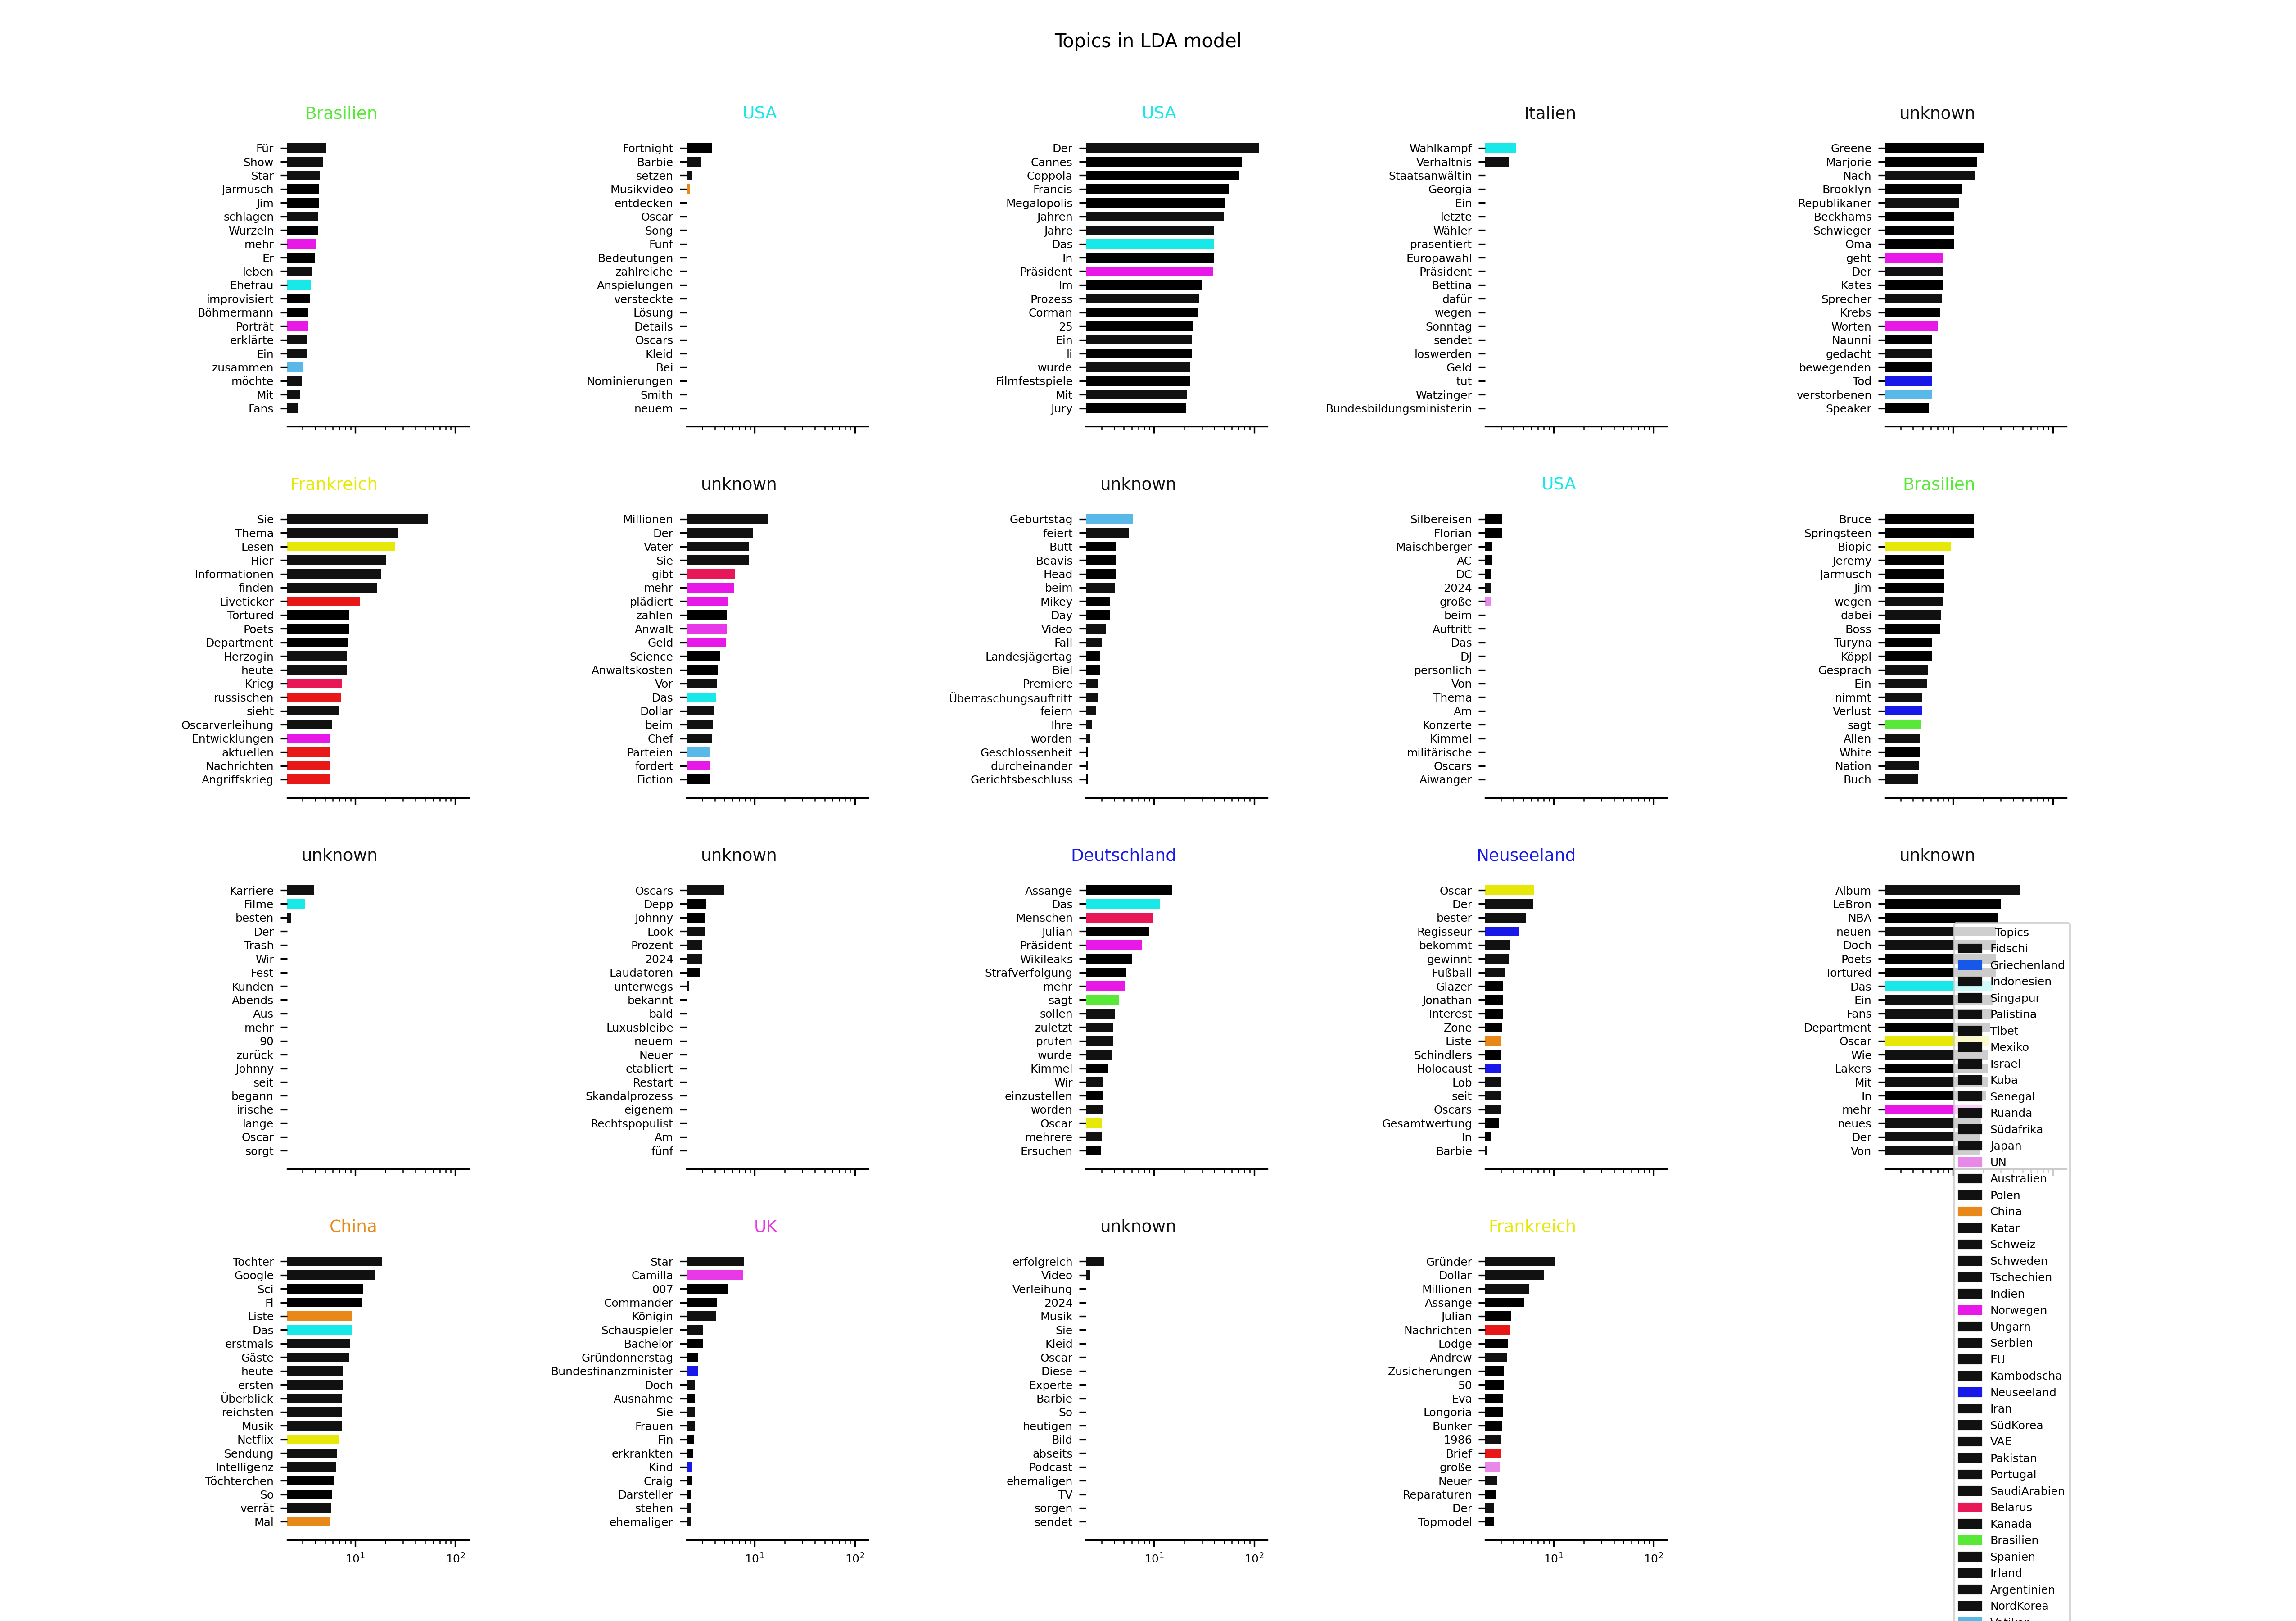 Topics in LDA model
Brasilien
Für
Show
Star
Jarmusch
Jim
schlagen
Wurzeln
mehr
Er
leben
Ehefrau
improvisiert
Böhmermann
Porträt
erklärte
Ein
zusammen
möchte
Mit
Fans
USA
Fortnight
Barbie
setzen
Musikvideo
entdecken
Oscar
Song
Fünf
Bedeutungen
zahlreiche
Anspielungen
versteckte
Lösung
Details
Oscars
Kleid
Bei
Nominierungen
Smith
neuem
USA
Der
Cannes
Coppola
Francis
Megalopolis
Jahren
Jahre
Das
In
Präsident
Im
Prozess
Corman
25
Ein
li
wurde
Filmfestspiele
Mit
Jury
Italien
Wahlkampf
Verhältnis
Staatsanwältin
Georgia
Ein
letzte
Wähler
präsentiert
Europawahl
Präsident
Bettina
dafür
wegen
Sonntag
sendet
loswerden
Geld
tut
Watzinger
Bundesbildungsministerin
unknown
Greene
Marjorie
Nach
Brooklyn
Republikaner
Beckhams
Schwieger
Oma
geht
Der
Kates
Sprecher
Krebs
Worten
Naunni
gedacht
bewegenden
Tod
verstorbenen
Speaker
Frankreich
Sie
Thema
Lesen
Hier
Informationen
finden
Liveticker
Tortured
Poets
Department
Herzogin
heute
Krieg
russischen
sieht
Oscarverleihung
Entwicklungen
aktuellen
Nachrichten
Angriffskrieg
unknown
Millionen
Der
Vater
Sie
gibt
mehr
plädiert
zahlen
Anwalt
Geld
Science
Anwaltskosten
Vor
Das
Dollar
beim
Chef
Parteien
fordert
Fiction
unknown
Geburtstag
feiert
Butt
Beavis
Head
beim
Mikey
Day
Video
Fall
Landesjägertag
Biel
Premiere
Überraschungsauftritt
feiern
Ihre
worden
Geschlossenheit
durcheinander
Gerichtsbeschluss
USA
Silbereisen
Florian
Maischberger
AC
DC
2024
große
beim
Auftritt
Das
DJ
persönlich
Von
Thema
Am
Konzerte
Kimmel
militärische
Oscars
Aiwanger
Brasilien
Bruce
Springsteen
Biopic
Jeremy
Jarmusch
Jim
wegen
dabei
Boss
Turyna
Köppl
Gespräch
Ein
nimmt
Verlust
sagt
Allen
White
Nation
Buch
unknown
Karriere
Filme
besten
Der
Trash
Wir
Fest
Kunden
Abends
Aus
mehr
90
zurück
Johnny
seit
begann
irische
lange
Oscar
sorgt
unknown
Oscars
Depp
Johnny
Look
Prozent
2024
Laudatoren
unterwegs
bekannt
bald
Luxusbleibe
neuem
Neuer
etabliert
Restart
Skandalprozess
eigenem
Rechtspopulist
Am
fünf
Deutschland
Assange
Das
Menschen
Julian
Präsident
Wikileaks
Strafverfolgung
mehr
sagt
sollen
zuletzt
prüfen
wurde
Kimmel
Wir
einzustellen
worden
Oscar
mehrere
Ersuchen
Neuseeland
Oscar
Der
bester
Regisseur
bekommt
gewinnt
Fußball
Glazer
Jonathan
Interest
Zone
Liste
Schindlers
Holocaust
Lob
seit
Oscars
Gesamtwertung
In
Barbie
unknown
Album
LeBron
NBA
neuen
Doch
Poets
Tortured
Das
Ein
Fans
Department
Oscar
Wie
Lakers
Mit
In
mehr
neues
Der
Von
China
Tochter
Google
Sci
Fi
Liste
Das
erstmals
Gäste
heute
ersten
Überblick
reichsten
Musik
Netflix
Sendung
Intelligenz
Töchterchen
So
verrät
Mal
10¹ 10²
UK
Star
Camilla
007
Commander
Königin
Schauspieler
Bachelor
Gründonnerstag
Bundesfinanzminister
Doch
Ausnahme
Sie
Frauen
Fin
erkrankten
Kind
Craig
Darsteller
stehen
ehemaliger
10¹ 10²
unknown
erfolgreich
Video
Verleihung
2024
Musik
Sie
Kleid
Oscar
Diese
Experte
Barbie
So
heutigen
Bild
abseits
Podcast
ehemaligen
TV
sorgen
sendet
10¹ 10²
Frankreich
Gründer
Dollar
Millionen
Assange
Julian
Nachrichten
Lodge
Andrew
Zusicherungen
50
Eva
Longoria
Bunker
1986
Brief
große
Neuer
Reparaturen
Der
Topmodel
10¹ 10²
Topics
Fidschi
Griechenland
Indonesien
Singapur
Palistina
Tibet
Mexiko
Israel
Kuba
Senegal
Ruanda
Südafrika
Japan
UN
Australien
Polen
China
Katar
Schweiz
Schweden
Tschechien
Indien
Norwegen
Ungarn
Serbien
EU
Kambodscha
Neuseeland
Iran
SüdKorea
VAE
Pakistan
Portugal
SaudiArabien
Belarus
Kanada
Brasilien
Spanien
Irland
Argentinien
NordKorea